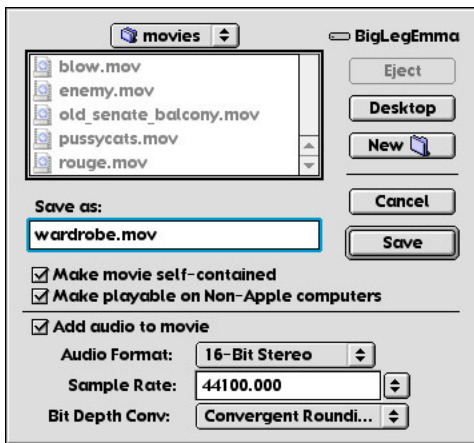 movies
BigLegEmma
blow.mov
enemy.mov
old_senate_balcony.mov
pussycats.mov
rouge.mov
Eject
Desktop
New
Save as:
wardrobe.mov
Cancel
Save
Make movie self-contained
Make playable on Non-Apple computers
Add audio to movie
Audio Format: 16-Bit Stereo
Sample Rate: 44100.000
Bit Depth Conv: Convergent Roundi...